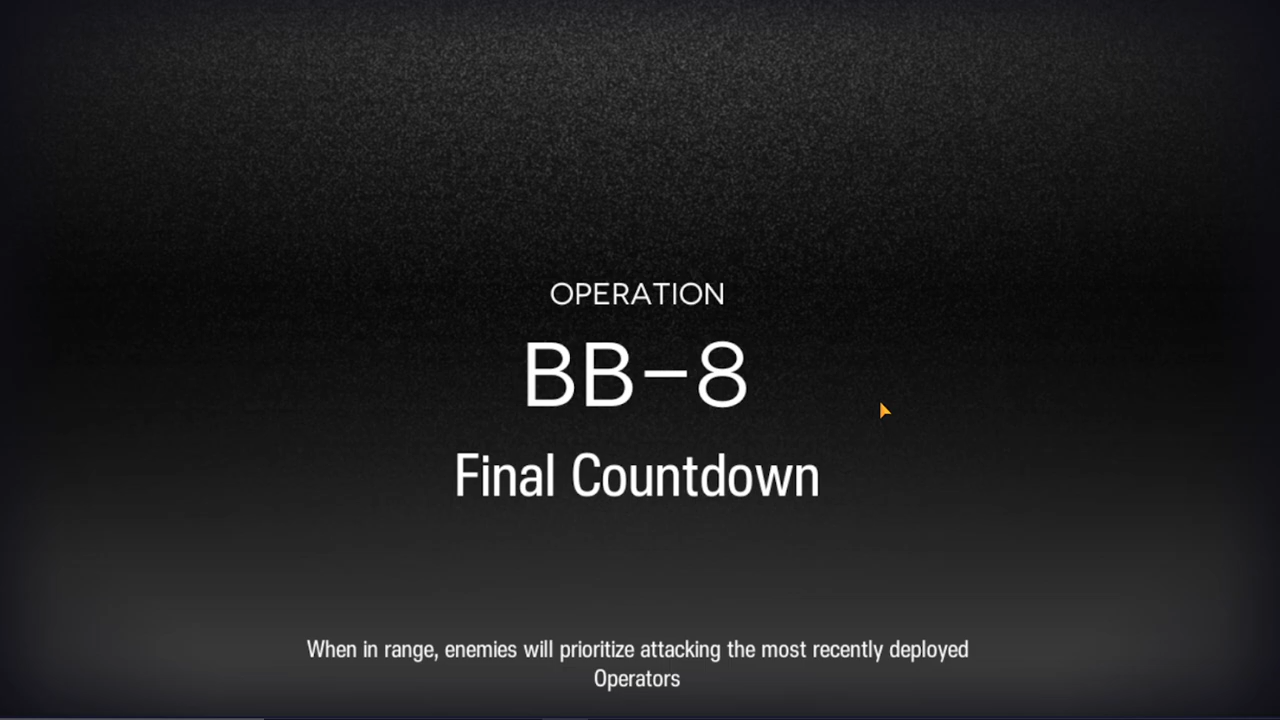 OPERATION
BB-8
Final Countdown
When in range, enemies will prioritize attacking the most recently deployed
Operators